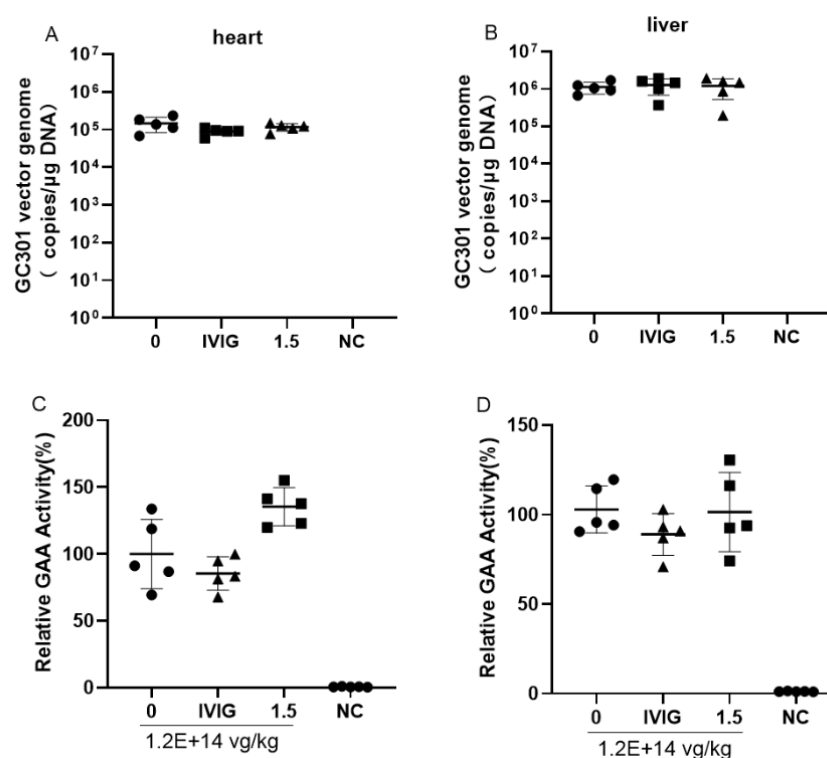 A
heart
GC301 vector genome
( copies/μg DNA)
10⁷
10⁶
10⁵
10⁴
10³
10²
10¹
10⁰
0 IVIG 1.5 NC
B
liver
GC301 vector genome
( copies/μg DNA)
10⁷
10⁶
10⁵
10⁴
10³
10²
10¹
10⁰
0 IVIG 1.5 NC
C
Relative GAA Activity(%)
200
150
100
50
0
0 IVIG 1.5 NC
1.2E+14 vg/kg
D
Relative GAA Activity(%)
150
100
50
0
0 IVIG 1.5 NC
1.2E+14 vg/kg